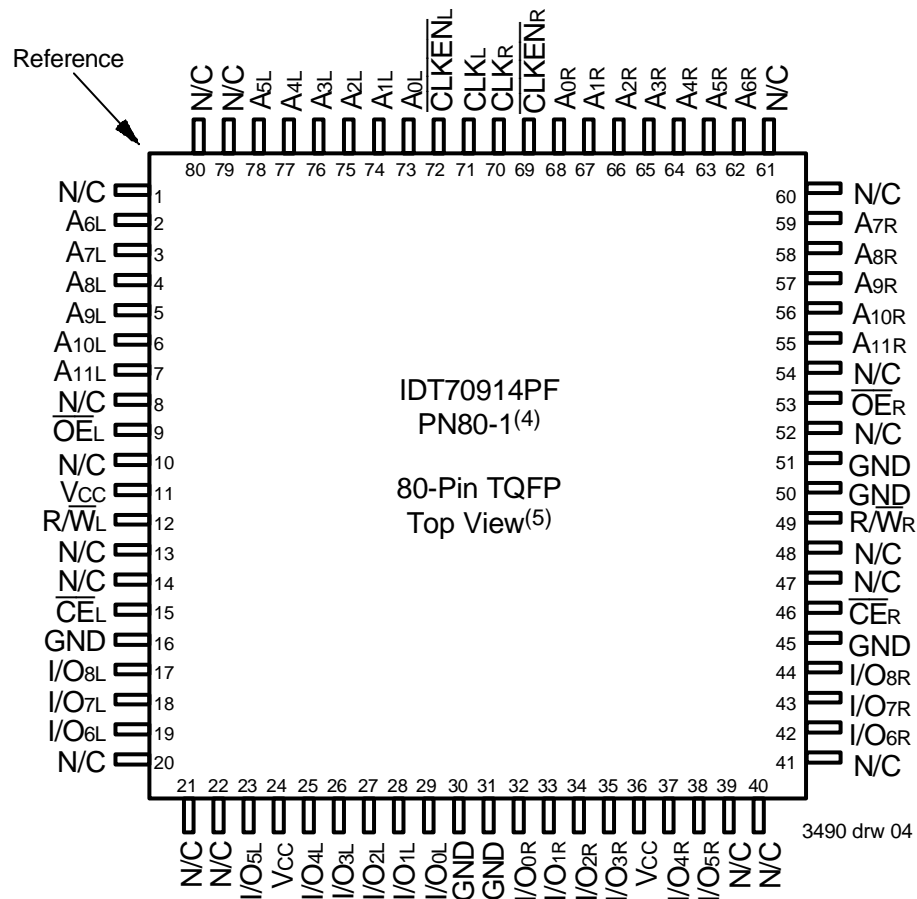 Reference
N/C
N/C
A5L
A4L
A3L
A2L
A1L
A0L
CLKENL
CLKL
CLKR
CLKENR
A0R
A1R
A2R
A3R
A4R
A5R
A6R
N/C
80 79 78 77 76 75 74 73 72 71 70 69 68 67 66 65 64 63 62 61
N/C 1
A6L 2
A7L 3
A8L 4
A9L 5
A10L 6
A11L 7
N/C 8
OEL 9
N/C 10
VCC 11
R/WL 12
N/C 13
N/C 14
CEL 15
GND 16
I/O8L 17
I/O7L 18
I/O6L 19
N/C 20
IDT70914PF
PN80-1(4)
80-Pin TQFP
Top View(5)
60 N/C
59 A7R
58 A8R
57 A9R
56 A10R
55 A11R
54 N/C
53 OER
52 N/C
51 GND
50 GND
49 R/WR
48 N/C
47 N/C
46 CER
45 GND
44 I/O8R
43 I/O7R
42 I/O6R
41 N/C
21 22 23 24 25 26 27 28 29 30 31 32 33 34 35 36 37 38 39 40
N/C
N/C
I/O5L
VCC
I/O4L
I/O3L
I/O2L
I/O1L
I/O0L
GND
GND
I/O0R
I/O1R
I/O2R
I/O3R
VCC
I/O4R
I/O5R
N/C
N/C
3490 drw 04